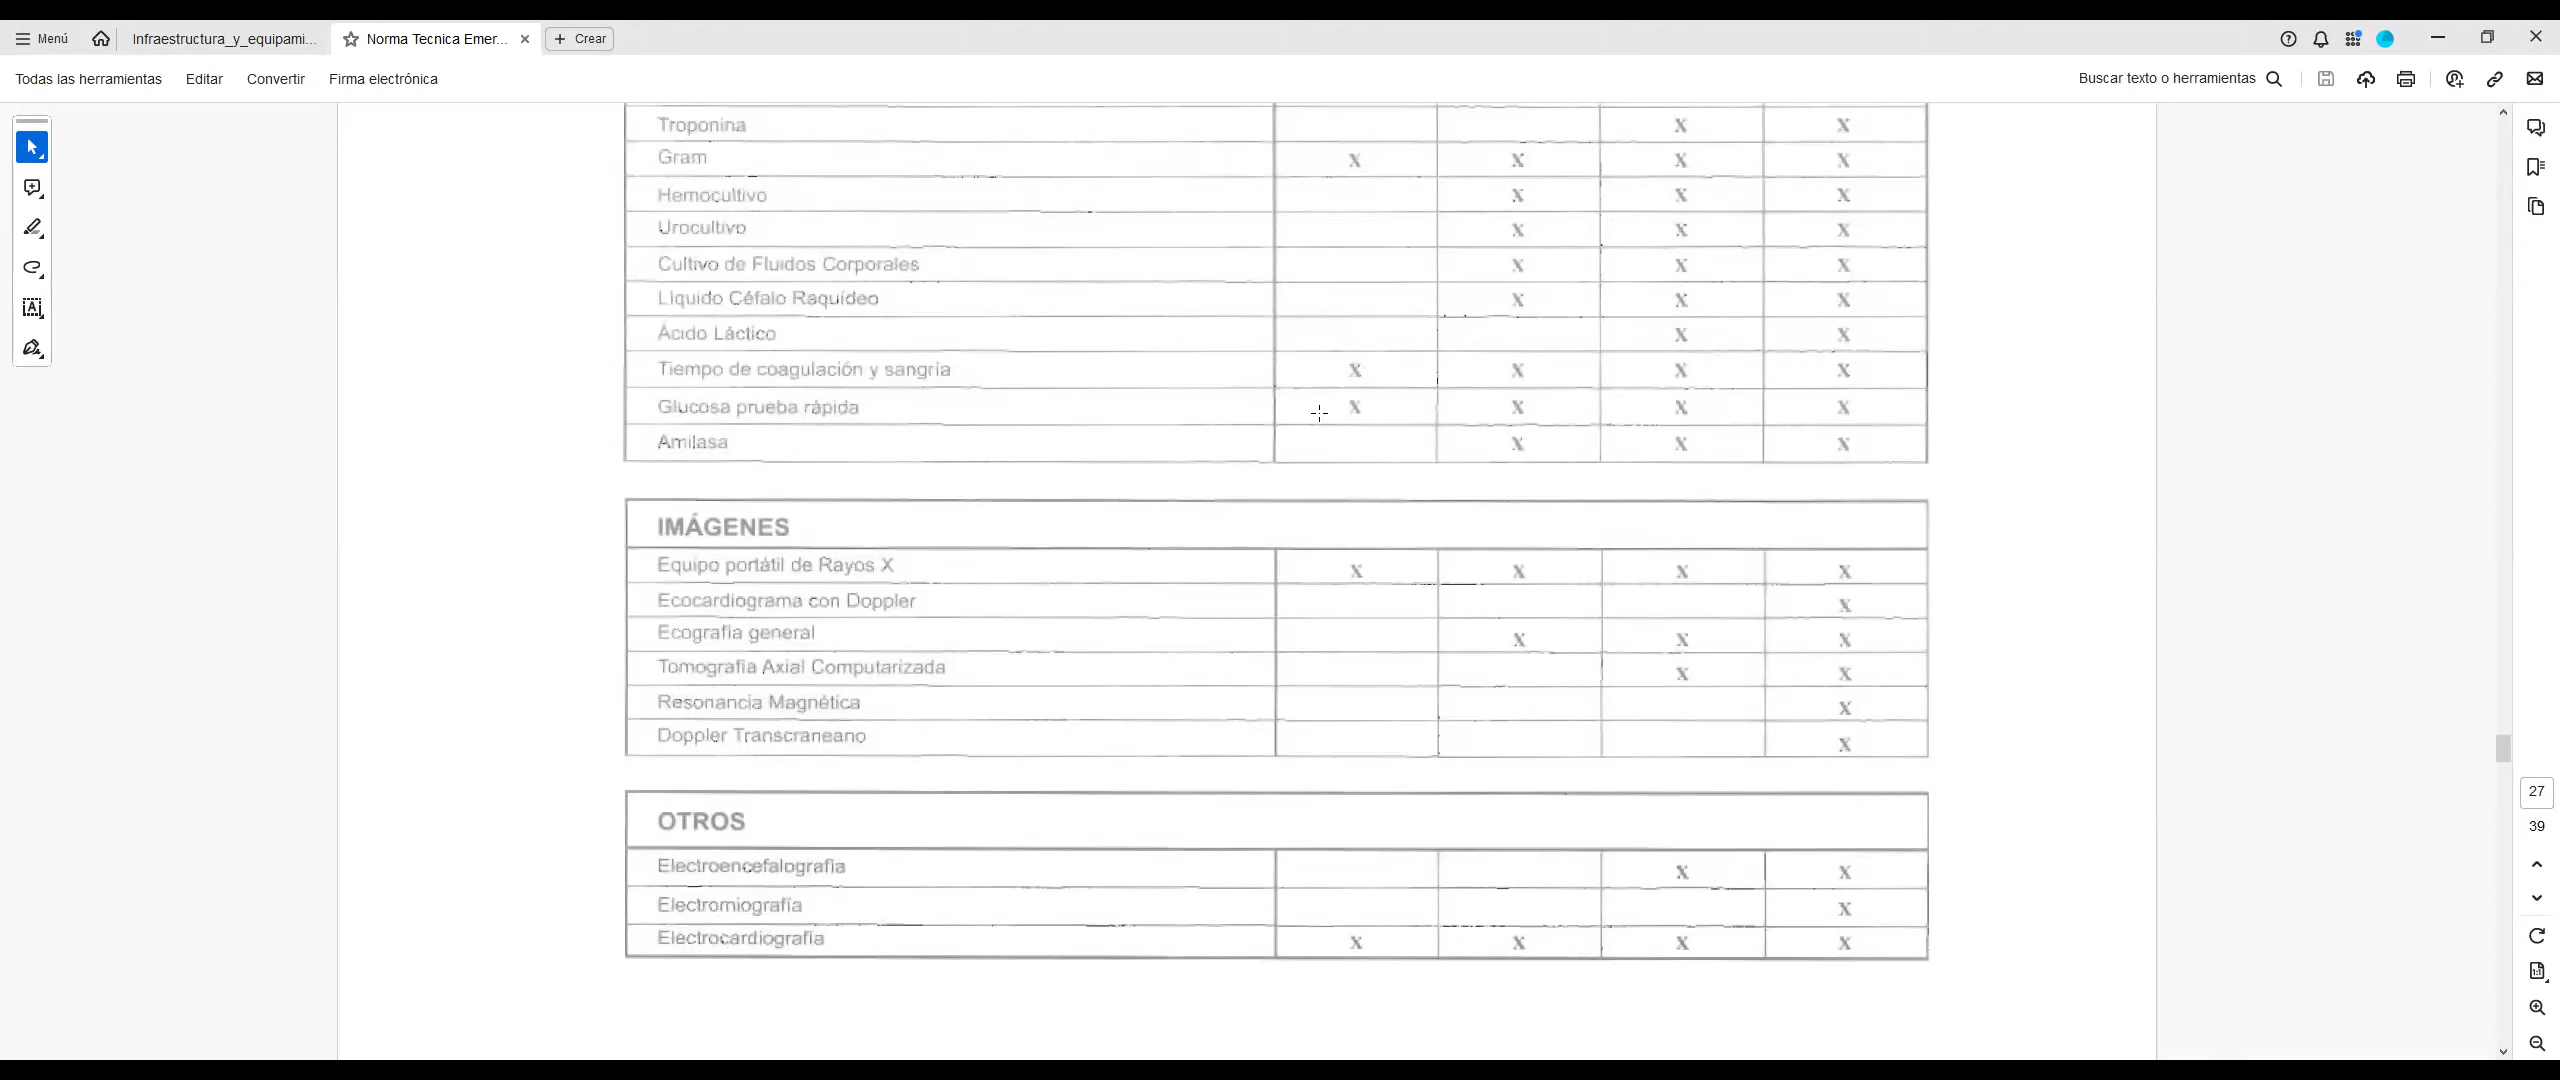 Menú Infraestructura_y_equipami... Norma Tecnica Emer... Crear
Todas las herramientas Editar Convertir Firma electrónica Buscar texto o herramientas
Troponina X X
Gram X X X X
Hemocultivo X X X
Urocultivo X X X
Cultivo de Fluidos Corporales X X X
Líquido Céfalo Raquídeo X X X
Ácido Láctico X X
Tiempo de coagulación y sangría X X X X
Glucosa prueba rápida X X X X
Amilasa X X X
IMÁGENES
Equipo portátil de Rayos X X X X X
Ecocardiograma con Doppler X
Ecografía general X X X
Tomografía Axial Computarizada X X
Resonancia Magnética X
Doppler Transcraneano X
OTROS
Electroencefalografía X X
Electromiografía X
Electrocardiografía X X X X
27
39